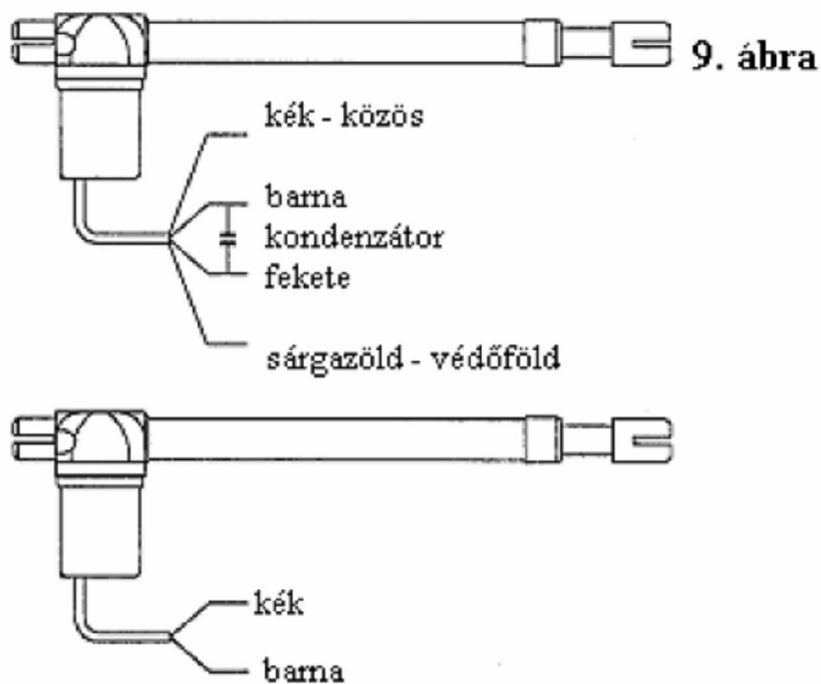 9. ábra
kék - közös
barna
kondenzátor
fekete
sárgazöld - védőföld
kék
barna